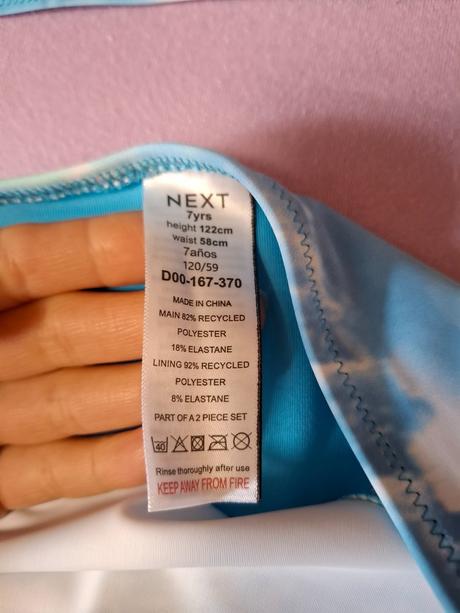 NEXT
7yrs
height 122cm
waist 58cm
7años
120/59
D00-167-370
MADE IN CHINA
MAIN 82% RECYCLED
POLYESTER
18% ELASTANE
LINING 92% RECYCLED
POLYESTER
8% ELASTANE
PART OF A 2 PIECE SET
40
Rinse thoroughly after use
KEEP AWAY FROM FIRE